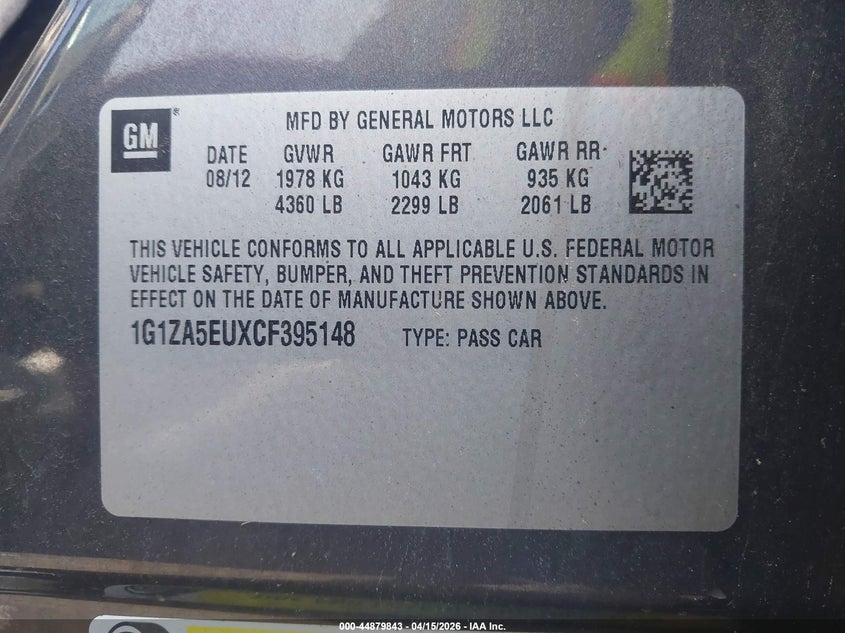 GM
MFD BY GENERAL MOTORS LLC
DATE GVWR GAWR FRT GAWR RR
08/12 1978 KG 1043 KG 935 KG
4360 LB 2299 LB 2061 LB
THIS VEHICLE CONFORMS TO ALL APPLICABLE U.S. FEDERAL MOTOR
VEHICLE SAFETY, BUMPER, AND THEFT PREVENTION STANDARDS IN
EFFECT ON THE DATE OF MANUFACTURE SHOWN ABOVE.
1G1ZA5EUXCF395148 TYPE: PASS CAR
000-44879843 - 04/15/2026 - IAA Inc.